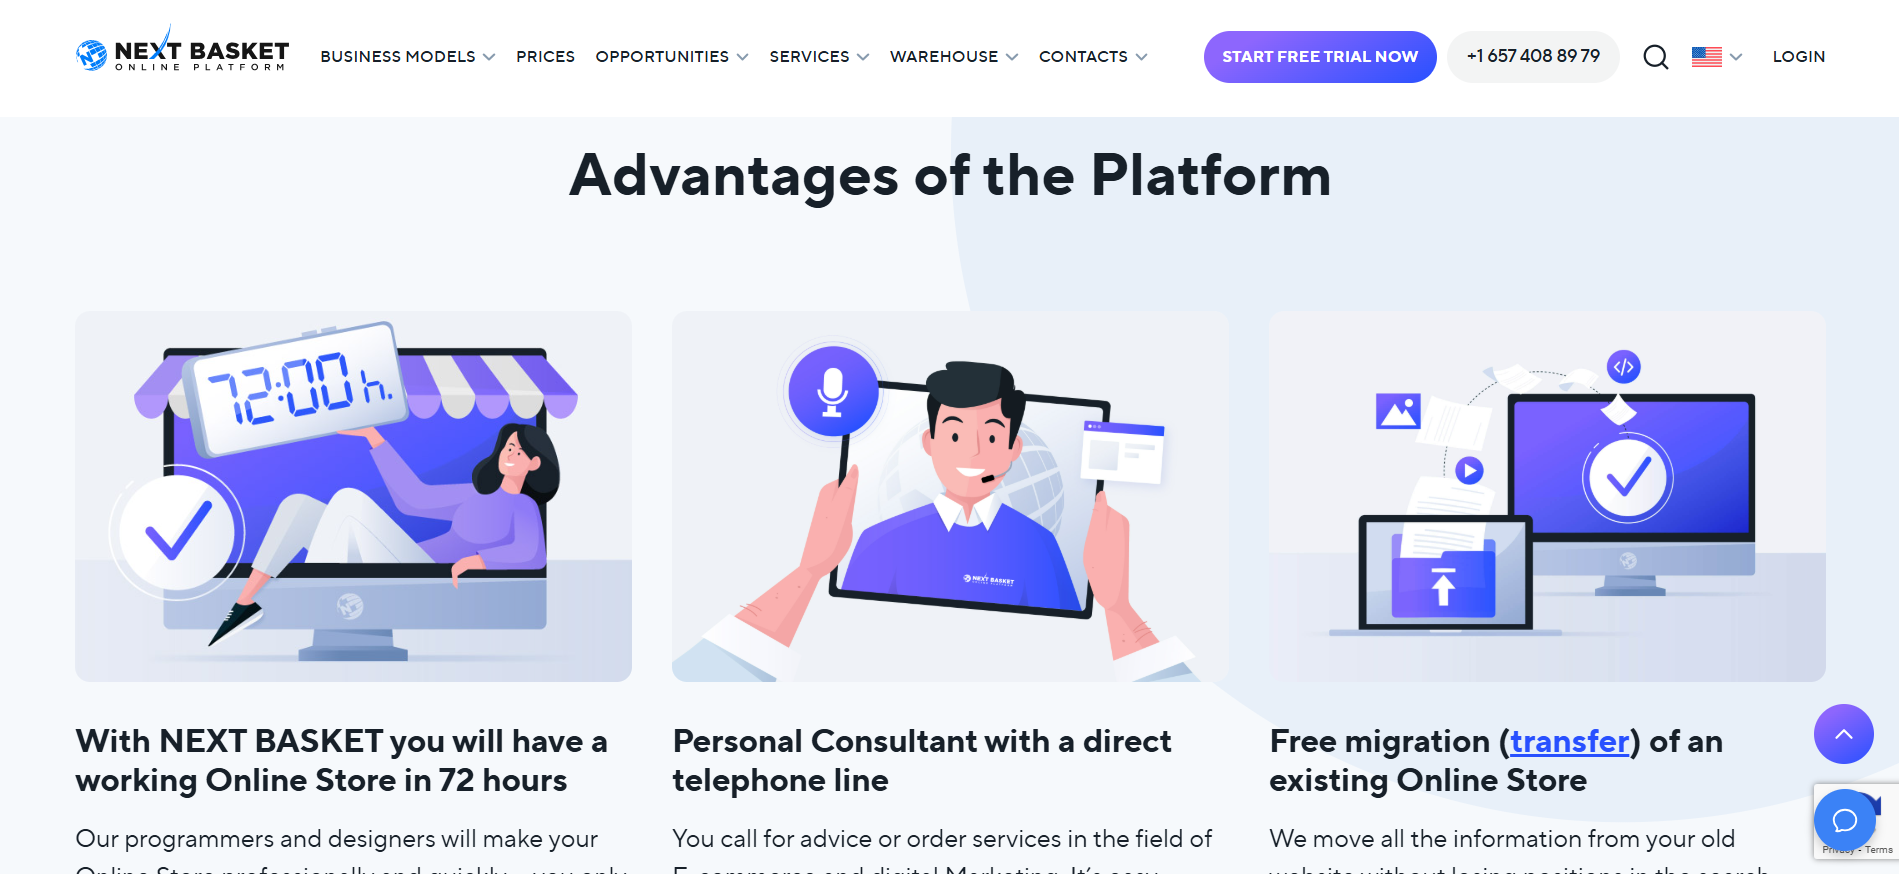 NEXT BASKET
ONLINE PLATFORM
BUSINESS MODELS PRICES OPPORTUNITIES SERVICES WAREHOUSE CONTACTS START FREE TRIAL NOW +1 657 408 89 79 LOGIN
Advantages of the Platform
72:00 h.
NEXT BASKET
With NEXT BASKET you will have a
working Online Store in 72 hours
Our programmers and designers will make your
Personal Consultant with a direct
telephone line
You call for advice or order services in the field of
Free migration (transfer) of an
existing Online Store
We move all the information from your old
Privacy - Terms